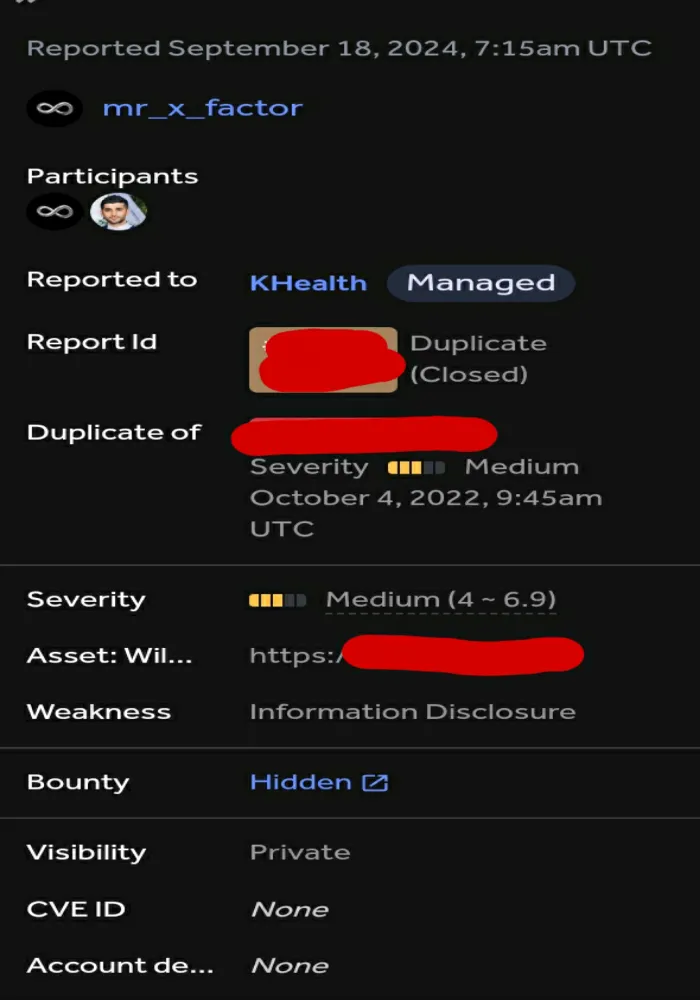 Reported September 18, 2024, 7:15am UTC
mr_x_factor
Participants
Reported to KHealth Managed
Report Id Duplicate
(Closed)
Duplicate of
Severity Medium
October 4, 2022, 9:45am
UTC
Severity Medium (4 ~ 6.9)
Asset: Wil... https:/
Weakness Information Disclosure
Bounty Hidden
Visibility Private
CVE ID None
Account de... None